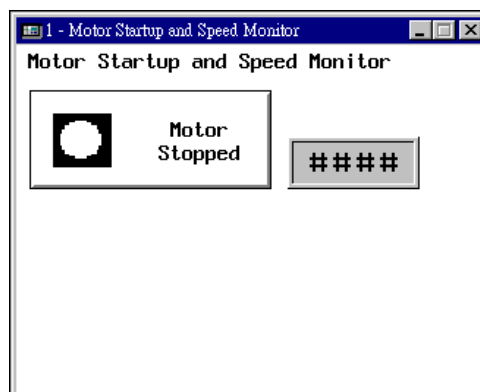 1 - Motor Startup and Speed Monitor
Motor Startup and Speed Monitor
Motor
Stopped
####